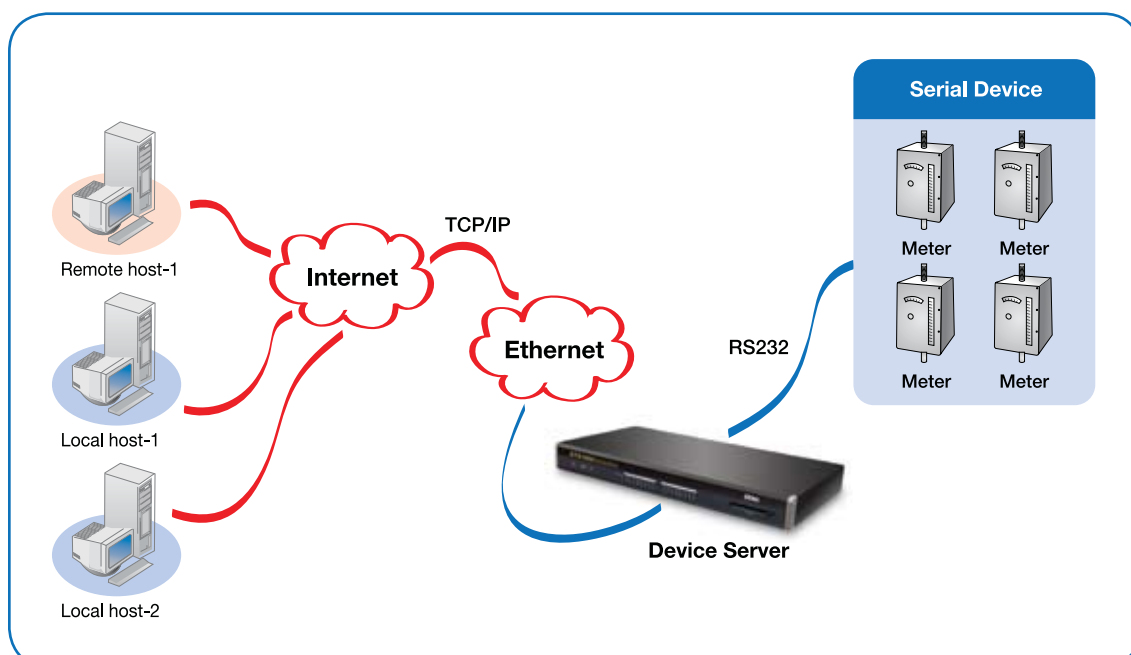 Serial Device
Meter
Meter
Meter
Meter
Remote host-1
Local host-1
Local host-2
Internet
TCP/IP
Ethernet
RS232
Device Server